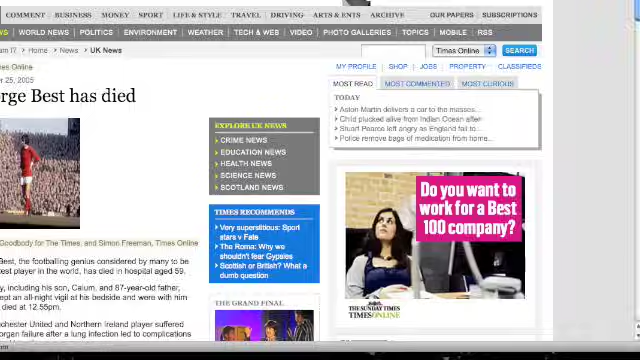 COMMENT BUSINESS MONEY SPORT LIFE & STYLE TRAVEL DRIVING ARTS & ENTS ARCHIVE OUR PAPERS SUBSCRIPTIONS
WORLD NEWS POLITICS ENVIRONMENT WEATHER TECH & WEB VIDEO PHOTO GALLERIES TOPICS MOBILE RSS
Home News UK News
Times Online SEARCH
MY PROFILE SHOP JOBS PROPERTY CLASSIFIEDS
25, 2005
rge Best has died
MOST READ MOST COMMENTED MOST CURIOUS
TODAY
Aston Martin delivers a car to the masses...
Child plucked alive from Indian Ocean after
Stuart Pearce left angry as England fail to...
Police remove bags of medication from home...
EXPLORE UK NEWS
CRIME NEWS
EDUCATION NEWS
HEALTH NEWS
SCIENCE NEWS
SCOTLAND NEWS
TIMES RECOMMENDS
Very superstitious: Sport
stars v Fate
The Roma: Why we
shouldn't fear Gypsies
Scottish or British? What a
dumb question
THE GRAND FINAL
Do you want to
work for a Best
100 company?
THE SUNDAY TIMES
TIMES ONLINE
Goodbody for The Times, and Simon Freeman, Times Online
Best, the footballing genius considered by many to be
test player in the world, has died in hospital aged 59.
y, including his son, Calum, and 87-year-old father,
ept an all-night vigil at his bedside and were with him
died at 12.55pm.
chester United and Northern Ireland player suffered
organ failure after a lung infection led to complications